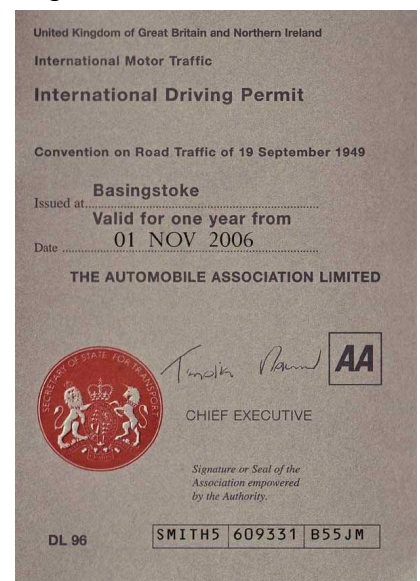 United Kingdom of Great Britain and Northern Ireland
International Motor Traffic
International Driving Permit
Convention on Road Traffic of 19 September 1949
Issued at Basingstoke
Valid for one year from
Date 01 NOV 2006
THE AUTOMOBILE ASSOCIATION LIMITED
AA
SECRETARY OF STATE FOR TRANSPORT
CHIEF EXECUTIVE
Signature or Seal of the
Association empowered
by the Authority.
DL 96
SMITH5 609331 B55JM